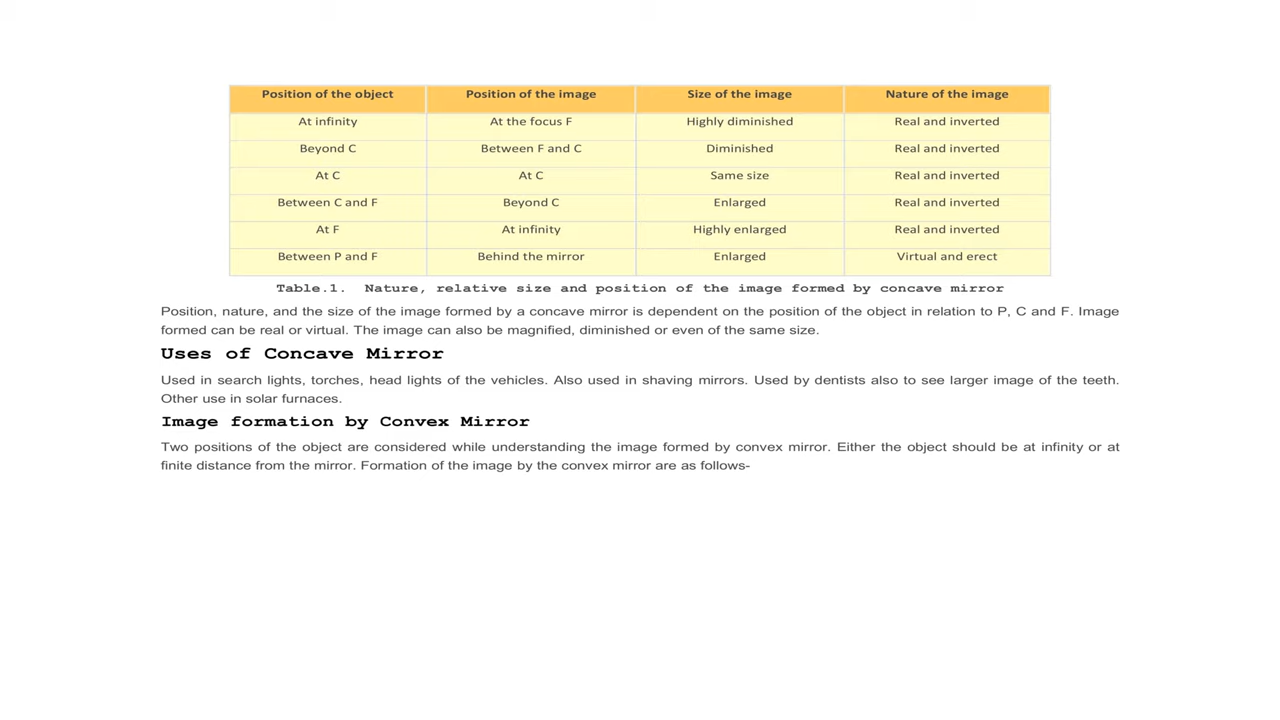 Position of the object Position of the image Size of the image Nature of the image
At infinity At the focus F Highly diminished Real and inverted
Beyond C Between F and C Diminished Real and inverted
At C At C Same size Real and inverted
Between C and F Beyond C Enlarged Real and inverted
At F At infinity Highly enlarged Real and inverted
Between P and F Behind the mirror Enlarged Virtual and erect
Table.1. Nature, relative size and position of the image formed by concave mirror
Position, nature, and the size of the image formed by a concave mirror is dependent on the position of the object in relation to P, C and F. Image
formed can be real or virtual. The image can also be magnified, diminished or even of the same size.
Uses of Concave Mirror
Used in search lights, torches, head lights of the vehicles. Also used in shaving mirrors. Used by dentists also to see larger image of the teeth.
Other use in solar furnaces.
Image formation by Convex Mirror
Two positions of the object are considered while understanding the image formed by convex mirror. Either the object should be at infinity or at
finite distance from the mirror. Formation of the image by the convex mirror are as follows-